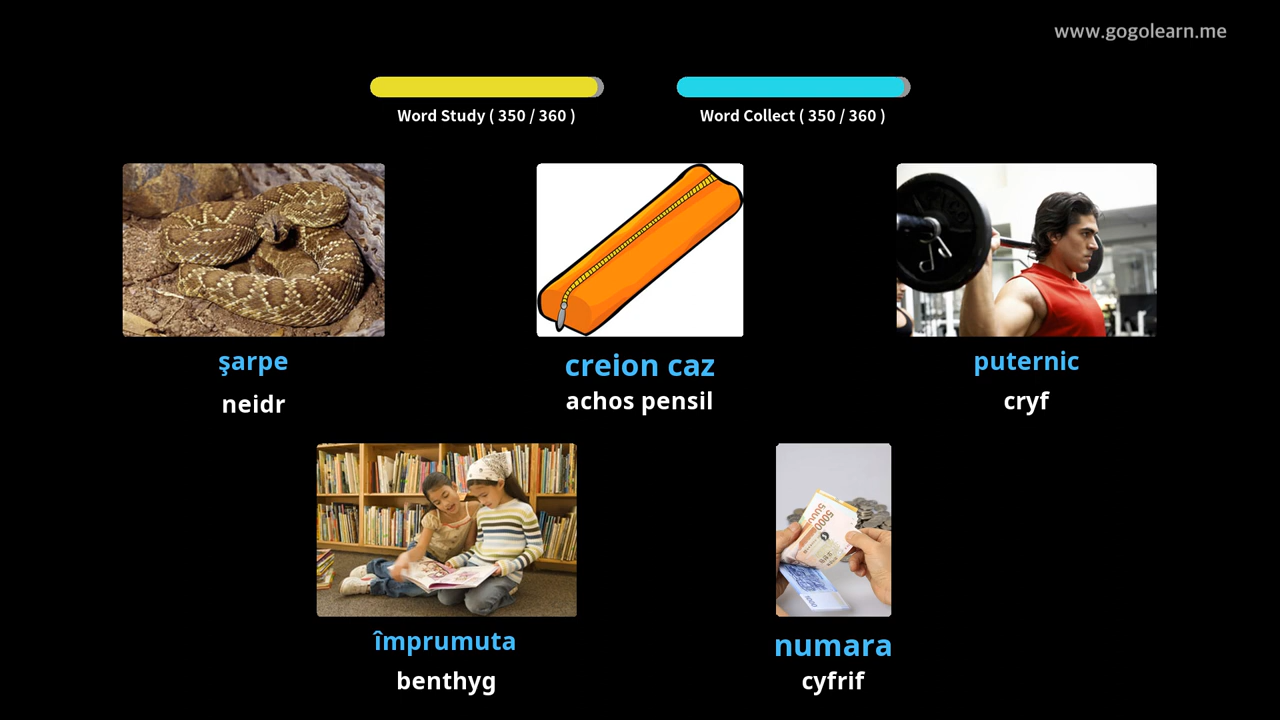 www.gogolearn.me
Word Study ( 350 / 360 )
Word Collect ( 350 / 360 )
şarpe
neidr
creion caz
achos pensil
puternic
cryf
împrumuta
benthyg
numara
cyfrif